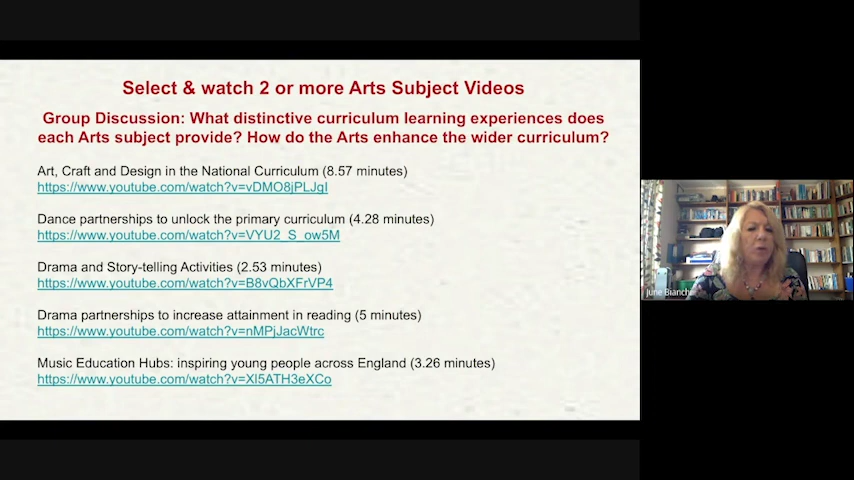 Select & watch 2 or more Arts Subject Videos
Group Discussion: What distinctive curriculum learning experiences does
each Arts subject provide? How do the Arts enhance the wider curriculum?
Art, Craft and Design in the National Curriculum (8.57 minutes)
https://www.youtube.com/watch?v=vDMO8jPLJgI
Dance partnerships to unlock the primary curriculum (4.28 minutes)
https://www.youtube.com/watch?v=VYU2_S_ow5M
Drama and Story-telling Activities (2.53 minutes)
https://www.youtube.com/watch?v=B8vQbXFrVP4
Drama partnerships to increase attainment in reading (5 minutes)
https://www.youtube.com/watch?v=nMPjJacWtrc
Music Education Hubs: inspiring young people across England (3.26 minutes)
https://www.youtube.com/watch?v=Xl5ATH3eXCo
June Bianchi